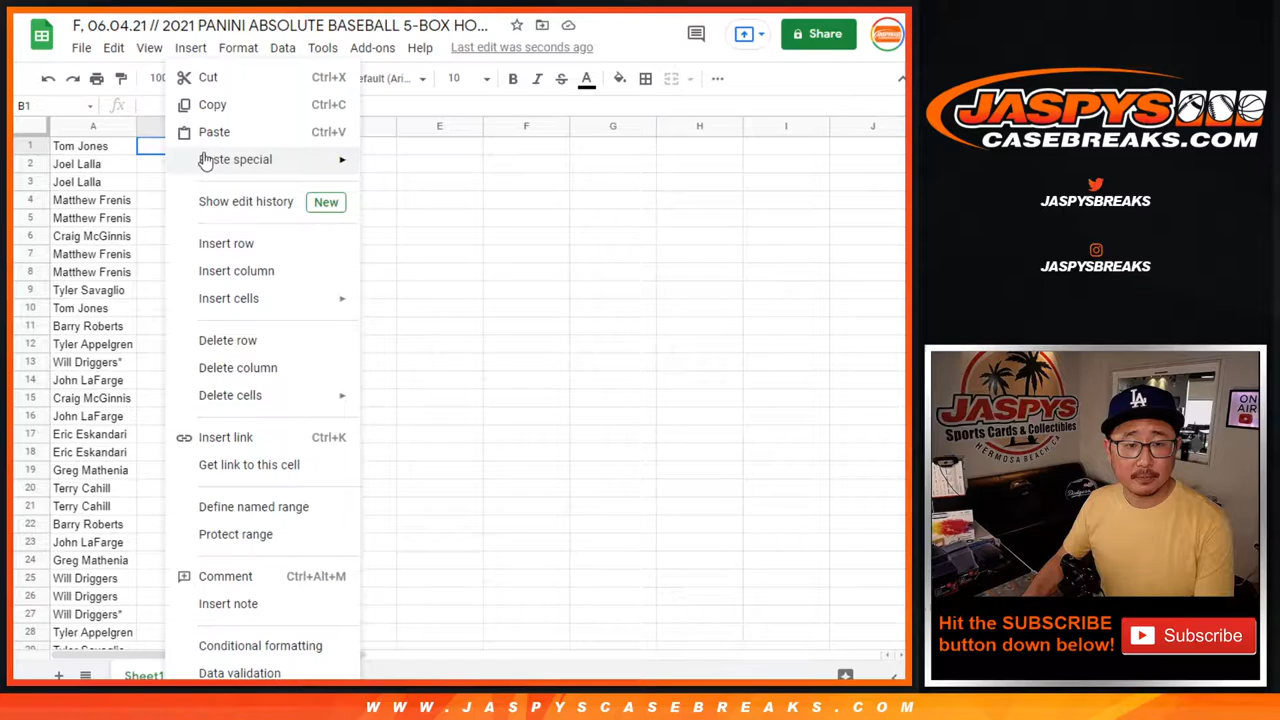 F, 06.04.21 // 2021 PANINI ABSOLUTE BASEBALL 5-BOX HO...
File Edit View Insert Format Data Tools Add-ons Help Last edit was seconds ago
Share
100
efault (Ari...
10
B I S A
B1
fx
A E F G H I J
1 Tom Jones
2 Joel Lalla
3 Joel Lalla
4 Matthew Frenis
5 Matthew Frenis
6 Craig McGinnis
7 Matthew Frenis
8 Matthew Frenis
9 Tyler Savaglio
10 Tom Jones
11 Barry Roberts
12 Tyler Appelgren
13 Will Driggers*
14 John LaFarge
15 Craig McGinnis
16 John LaFarge
17 Eric Eskandari
18 Eric Eskandari
19 Greg Mathenia
20 Terry Cahill
21 Terry Cahill
22 Barry Roberts
23 John LaFarge
24 Greg Mathenia
25 Will Driggers
26 Will Driggers
27 Will Driggers*
28 Tyler Appelgren
Sheet1
Cut Ctrl+X
Copy Ctrl+C
Paste Ctrl+V
ste special
Show edit history New
Insert row
Insert column
Insert cells
Delete row
Delete column
Delete cells
Insert link Ctrl+K
Get link to this cell
Define named range
Protect range
Comment Ctrl+Alt+M
Insert note
Conditional formatting
Data validation
JASPYS
CASEBREAKS.COM
JASPYSBREAKS
JASPYSBREAKS
JASPYS
Sports Cards & Collectibles
HERMOSA BEACH, CA
ON
AIR
LA
Hit the SUBSCRIBE
button down below!
Subscribe
WWW.JASPYSCASEBREAKS.COM